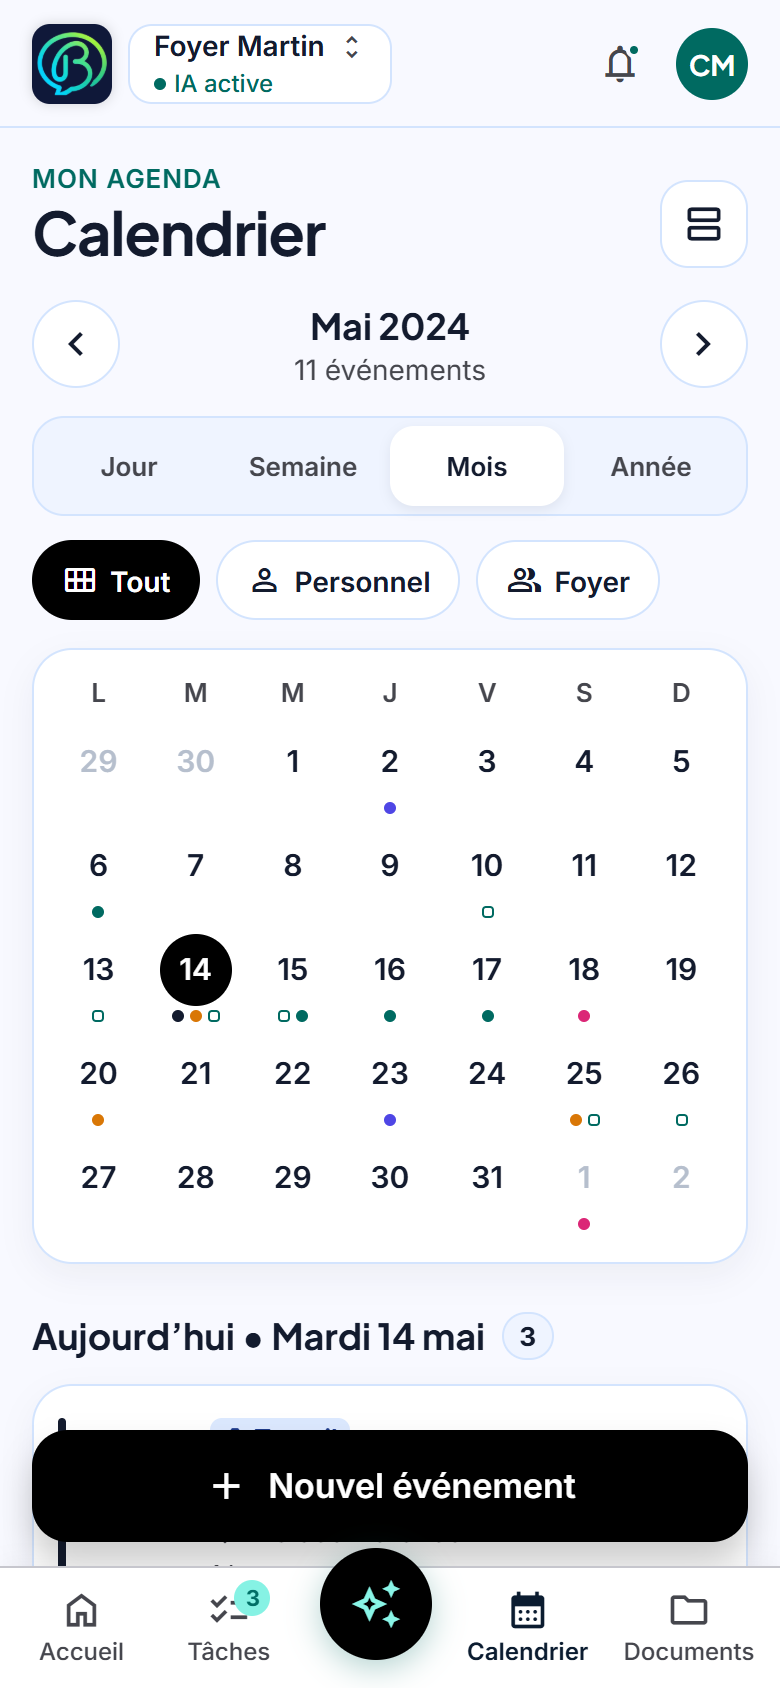 Foyer Martin
IA active
CM
MON AGENDA
Calendrier
Mai 2024
11 événements
Jour Semaine Mois Année
Tout Personnel Foyer
L M M J V S D
29 30 1 2 3 4 5
6 7 8 9 10 11 12
13 14 15 16 17 18 19
20 21 22 23 24 25 26
27 28 29 30 31 1 2
Aujourd’hui • Mardi 14 mai 3
+ Nouvel événement
3
Accueil Tâches Calendrier Documents